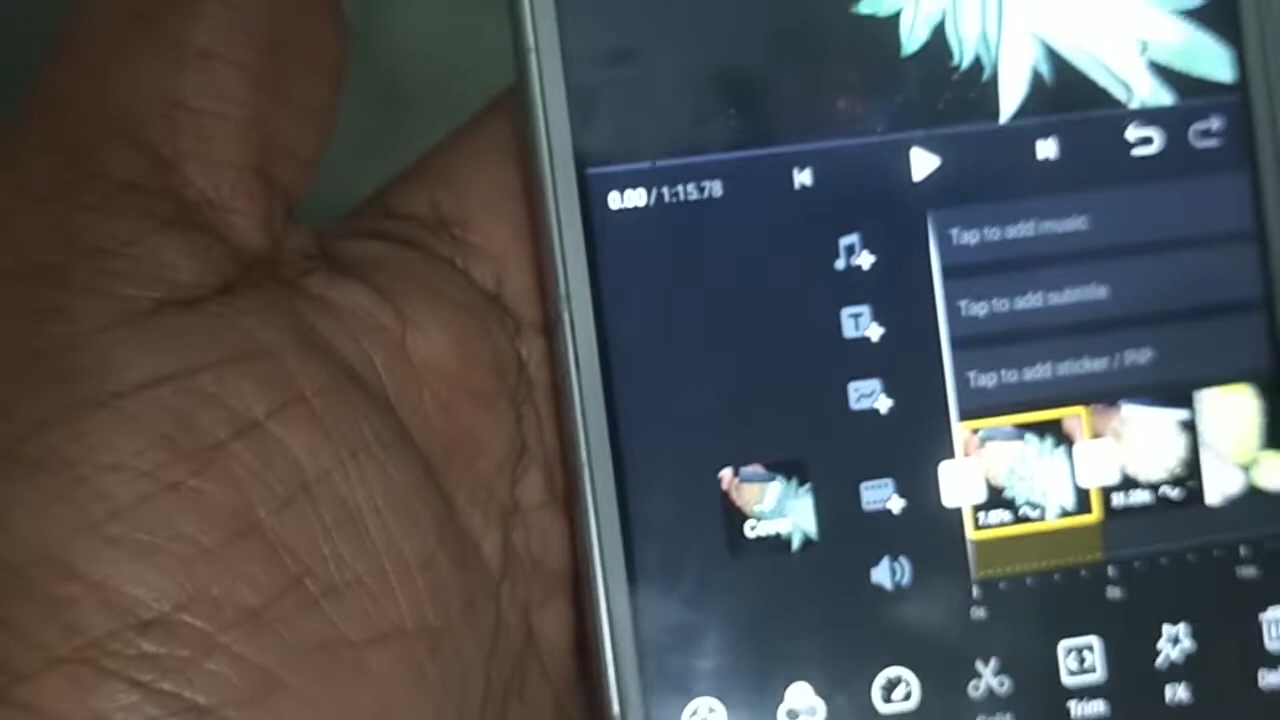 0.00 / 1:15.78
Tap to add music
Tap to add subtitle
Tap to add sticker / PiP
Cover
T
Trim
FX